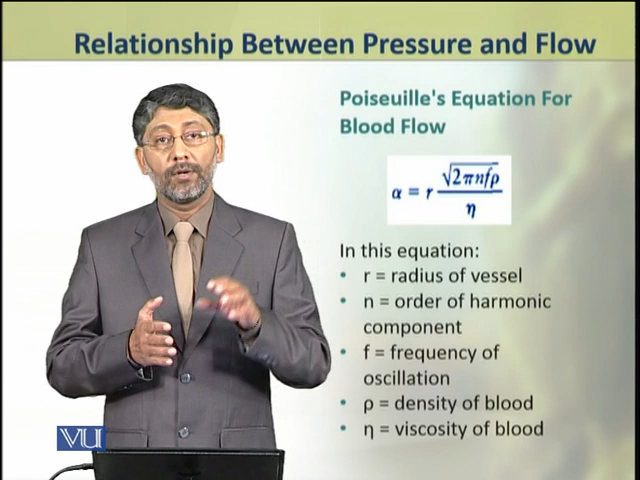 Relationship Between Pressure and Flow
Poiseuille's Equation For
Blood Flow
α = r √2πnfρ / η
In this equation:
• r = radius of vessel
• n = order of harmonic
component
• f = frequency of
oscillation
• ρ = density of blood
• η = viscosity of blood
VU